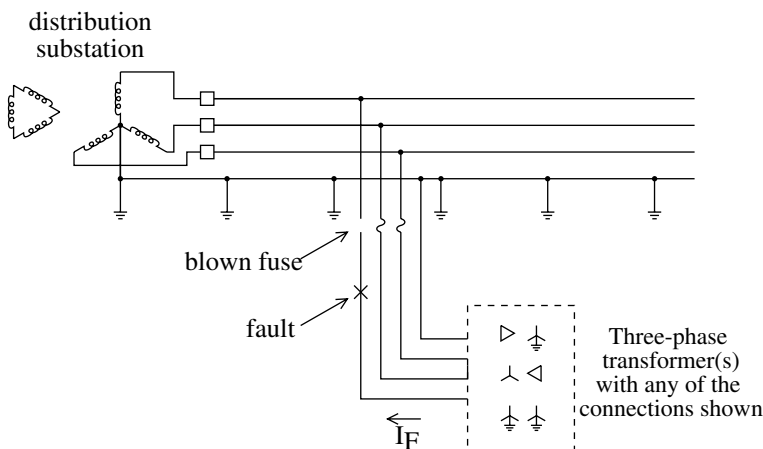 distribution
substation
blown fuse
fault
Three-phase
transformer(s)
with any of the
connections shown
IF